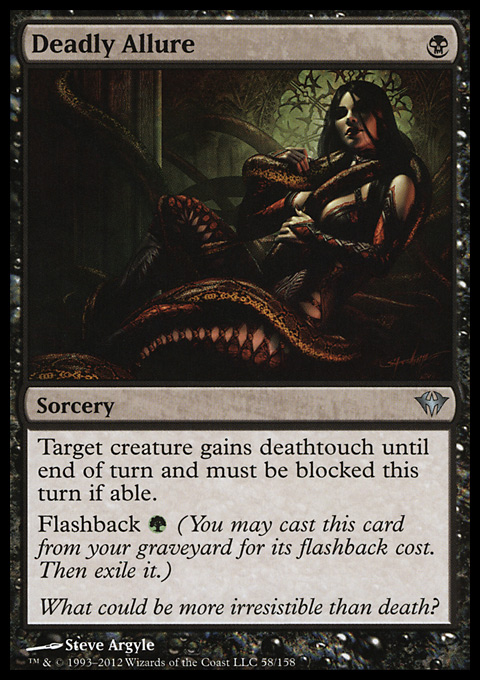 Deadly Allure
Sorcery
Target creature gains deathtouch until
end of turn and must be blocked this
turn if able.
Flashback (You may cast this card
from your graveyard for its flashback cost.
Then exile it.)
What could be more irresistible than death?
Steve Argyle
™ & © 1993–2012 Wizards of the Coast LLC 58/158